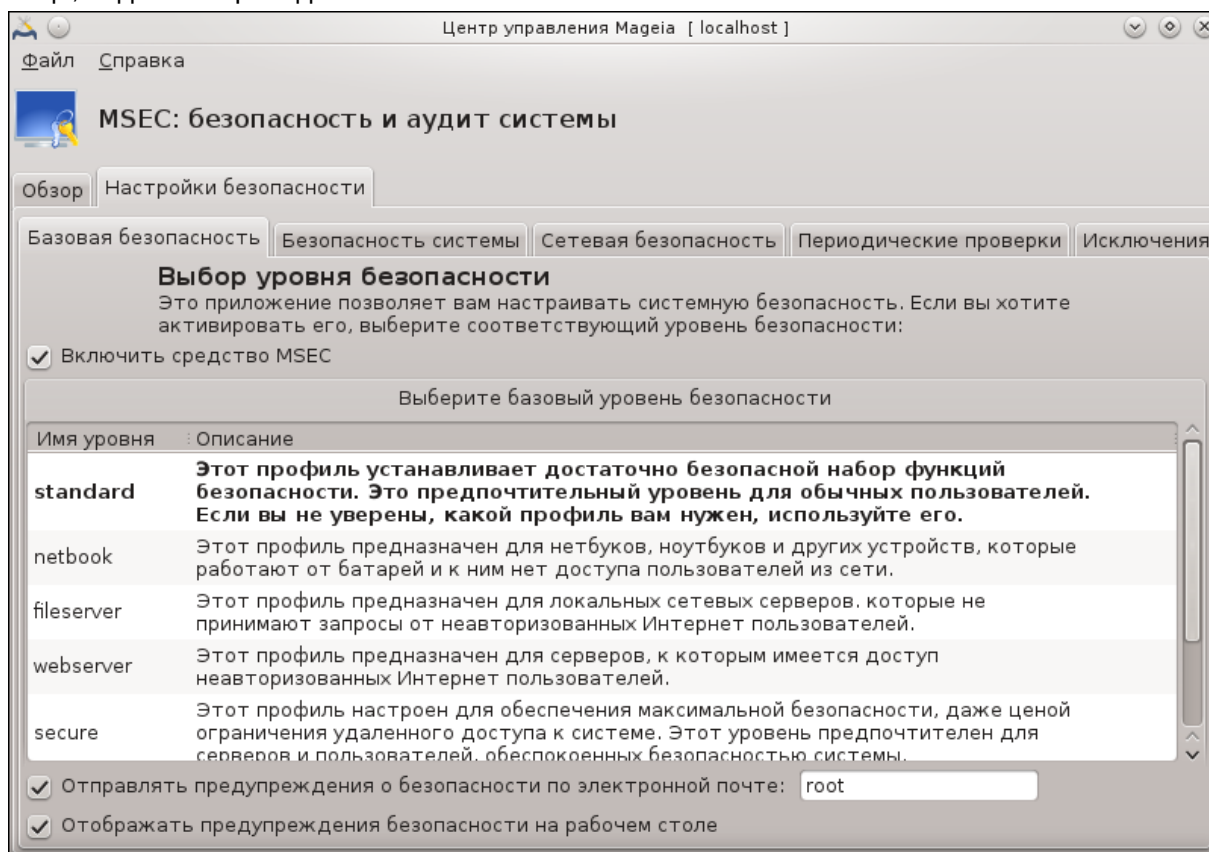 Центр управления Mageia [ localhost ]
Файл Справка
MSEC: безопасность и аудит системы
Обзор Настройки безопасности
Базовая безопасность Безопасность системы Сетевая безопасность Периодические проверки Исключения
Выбор уровня безопасности
Это приложение позволяет вам настраивать системную безопасность. Если вы хотите
активировать его, выберите соответствующий уровень безопасности:
Включить средство MSEC
Выберите базовый уровень безопасности
Имя уровня Описание
standard
Этот профиль устанавливает достаточно безопасной набор функций
безопасности. Это предпочтительный уровень для обычных пользователей.
Если вы не уверены, какой профиль вам нужен, используйте его.
netbook
Этот профиль предназначен для нетбуков, ноутбуков и других устройств, которые
работают от батарей и к ним нет доступа пользователей из сети.
fileserver
Этот профиль предназначен для локальных сетевых серверов. которые не
принимают запросы от неавторизованных Интернет пользователей.
webserver
Этот профиль предназначен для серверов, к которым имеется доступ
неавторизованных Интернет пользователей.
secure
Этот профиль настроен для обеспечения максимальной безопасности, даже ценой
ограничения удаленного доступа к системе. Этот уровень предпочтителен для
серверов и пользователей, обеспокоенных безопасностью системы.
Отправлять предупреждения о безопасности по электронной почте: root
Отображать предупреждения безопасности на рабочем столе